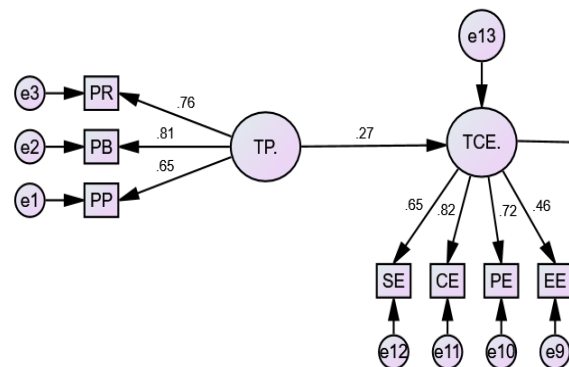 e13
e3 PR .76
e2 PB .81 TP. .27 TCE.
e1 PP .65
.65 .82 .72 .46
SE CE PE EE
e12 e11 e10 e9